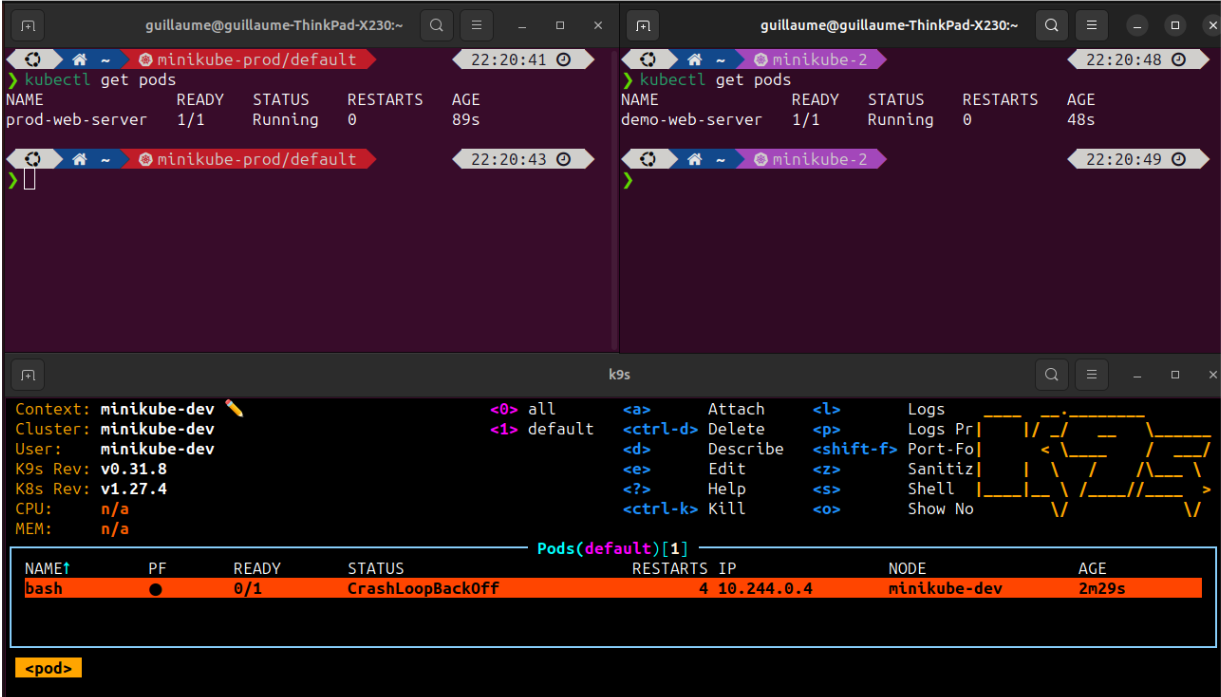 guillaume@guillaume-ThinkPad-X230:~
~ minikube-prod/default 22:20:41
❯ kubectl get pods
NAME READY STATUS RESTARTS AGE
prod-web-server 1/1 Running 0 89s
~ minikube-prod/default 22:20:43
❯
guillaume@guillaume-ThinkPad-X230:~
~ minikube-2 22:20:48
❯ kubectl get pods
NAME READY STATUS RESTARTS AGE
demo-web-server 1/1 Running 0 48s
~ minikube-2 22:20:49
❯
k9s
Context: minikube-dev <0> all <a> Attach <l> Logs
Cluster: minikube-dev <1> default <ctrl-d> Delete <p> Logs Pr
User: minikube-dev <d> Describe <shift-f> Port-Fo
K9s Rev: v0.31.8 <e> Edit <z> Sanitiz
K8s Rev: v1.27.4 <?> Help <s> Shell
CPU: n/a <ctrl-k> Kill <o> Show No
MEM: n/a
Pods(default)[1]
NAME↑ PF READY STATUS RESTARTS IP NODE AGE
bash ● 0/1 CrashLoopBackOff 4 10.244.0.4 minikube-dev 2m29s
<pod>